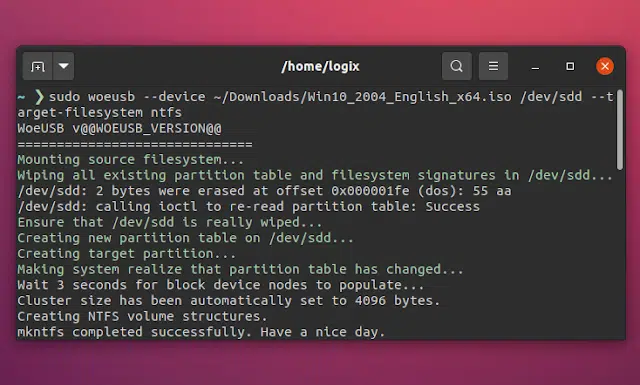 /home/logix
~ ❯sudo woeusb --device ~/Downloads/Win10_2004_English_x64.iso /dev/sdd --t
arget-filesystem ntfs
WoeUSB v@@WOEUSB_VERSION@@
==============================
Mounting source filesystem...
Wiping all existing partition table and filesystem signatures in /dev/sdd...
/dev/sdd: 2 bytes were erased at offset 0x000001fe (dos): 55 aa
/dev/sdd: calling ioctl to re-read partition table: Success
Ensure that /dev/sdd is really wiped...
Creating new partition table on /dev/sdd...
Creating target partition...
Making system realize that partition table has changed...
Wait 3 seconds for block device nodes to populate...
Cluster size has been automatically set to 4096 bytes.
Creating NTFS volume structures.
mkntfs completed successfully. Have a nice day.